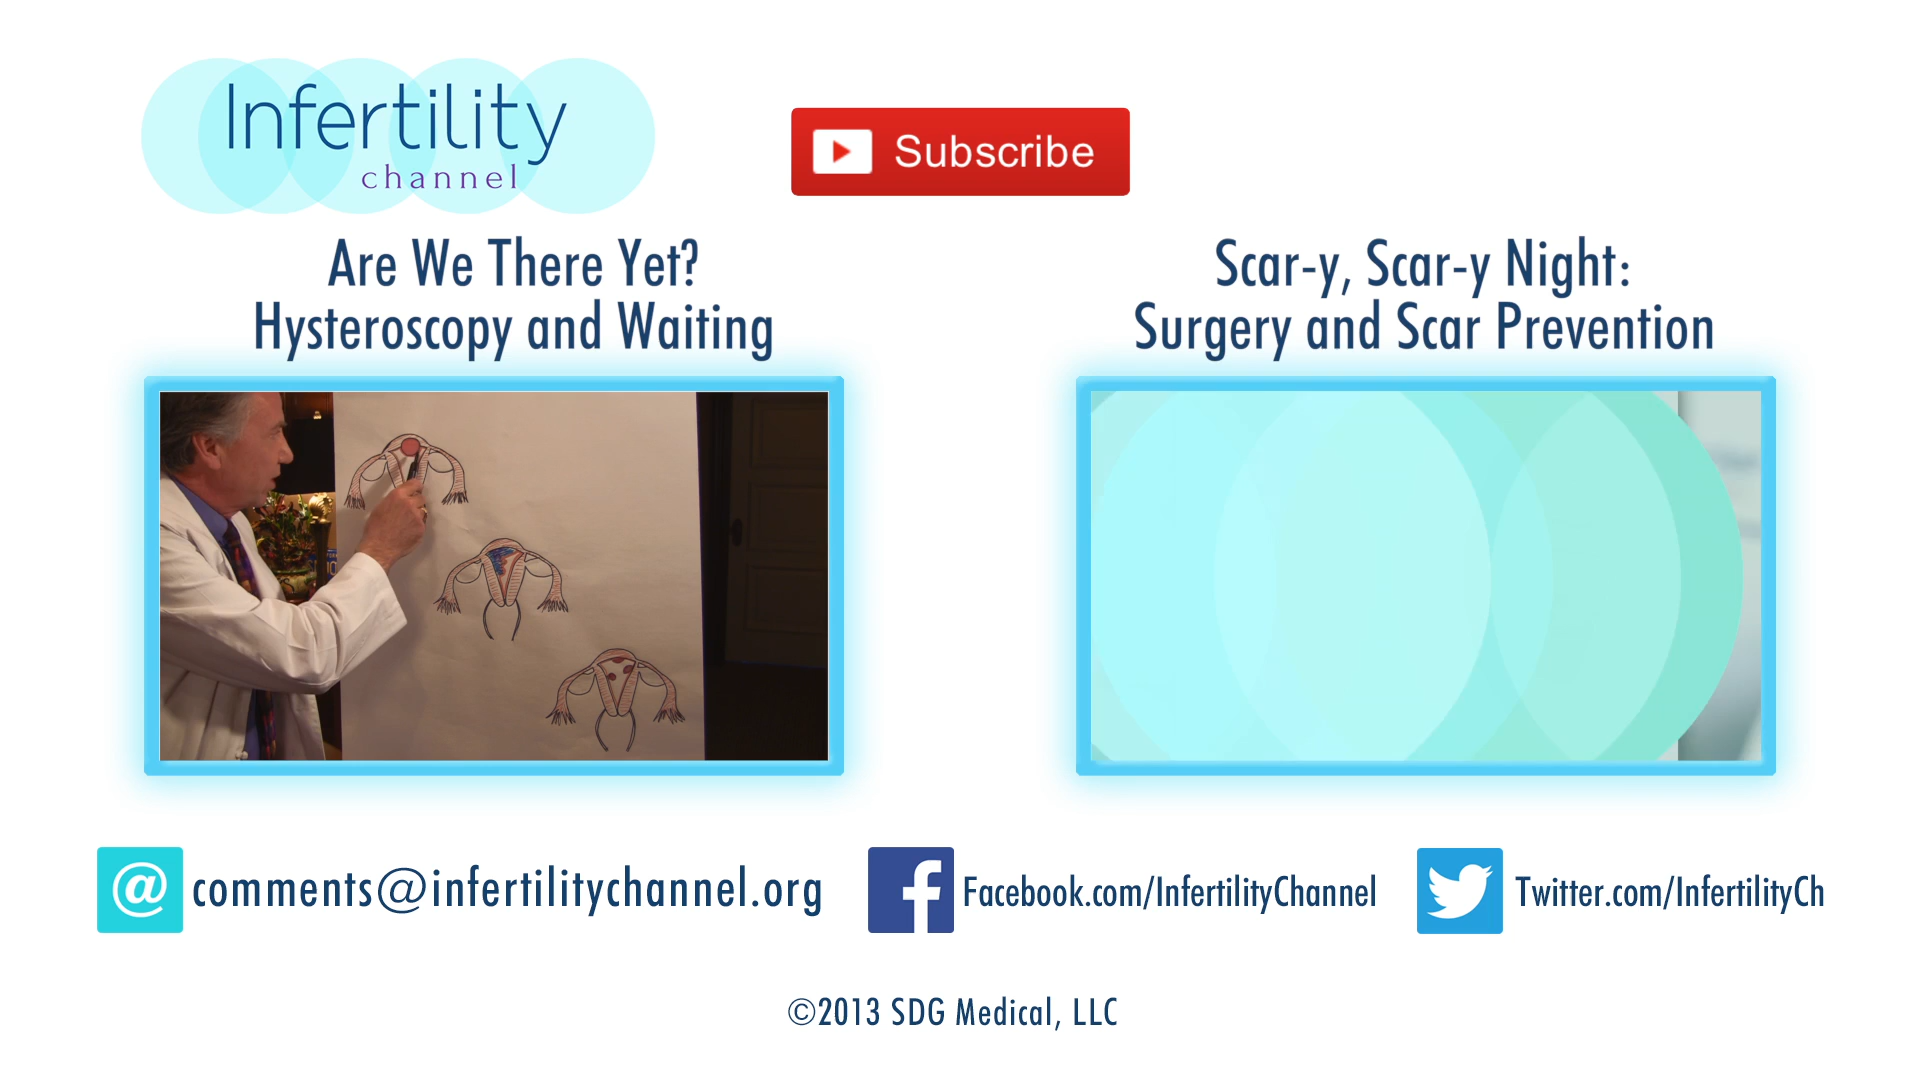 Infertility
channel
Subscribe
Are We There Yet?
Hysteroscopy and Waiting
Scar-y, Scar-y Night:
Surgery and Scar Prevention
@ comments@infertilitychannel.org
f Facebook.com/InfertilityChannel
Twitter.com/InfertilityCh
©2013 SDG Medical, LLC